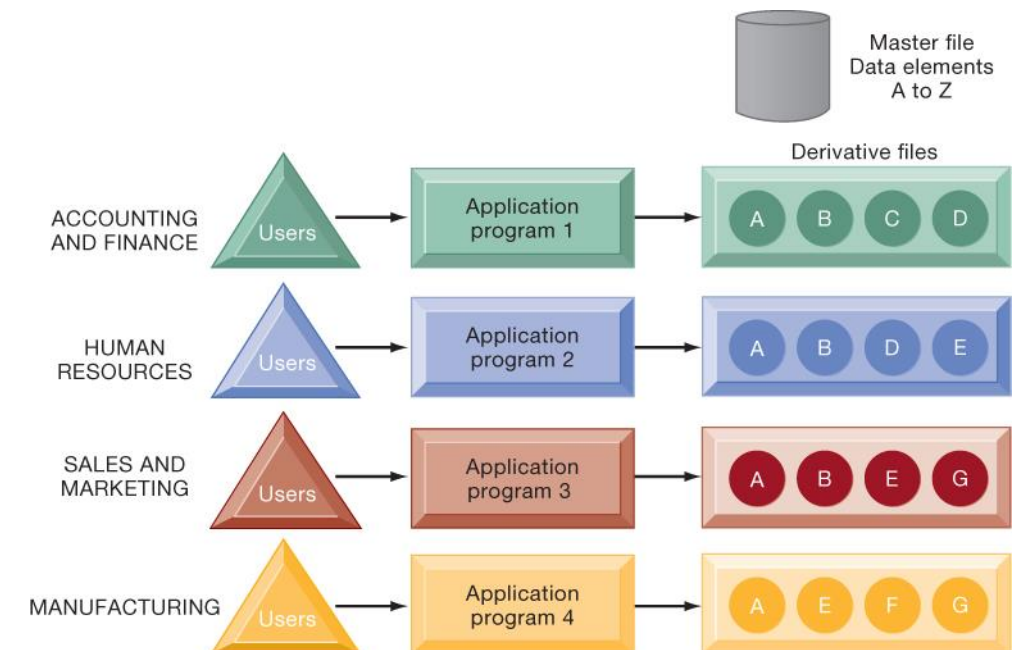 Master file
Data elements
A to Z
Derivative files
ACCOUNTING
AND FINANCE
Users
Application
program 1
A B C D
HUMAN
RESOURCES
Users
Application
program 2
A B D E
SALES AND
MARKETING
Users
Application
program 3
A B E G
MANUFACTURING
Users
Application
program 4
A E F G